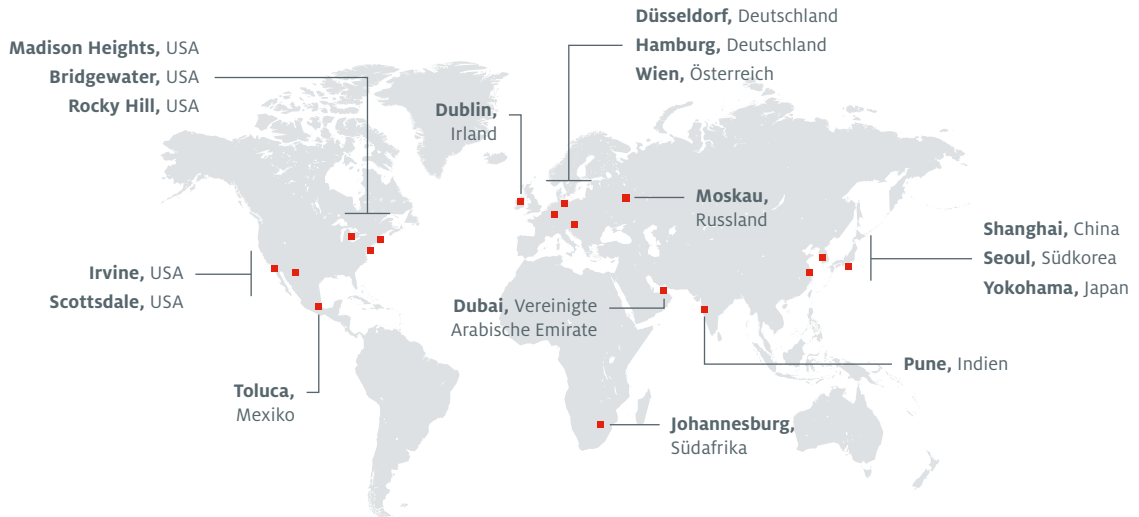 Düsseldorf, Deutschland
Hamburg, Deutschland
Wien, Österreich
Madison Heights, USA
Bridgewater, USA
Rocky Hill, USA
Dublin,
Irland
Moskau,
Russland
Shanghai, China
Seoul, Südkorea
Yokohama, Japan
Irvine, USA
Scottsdale, USA
Dubai, Vereinigte
Arabische Emirate
Pune, Indien
Toluca,
Mexiko
Johannesburg,
Südafrika